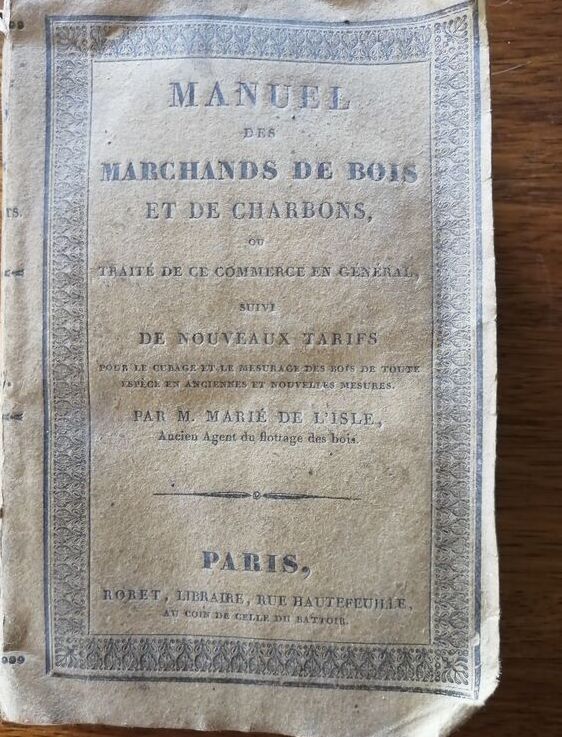 MANUEL
DES
MARCHANDS DE BOIS
ET DE CHARBONS,
OU
TRAITÉ DE CE COMMERCE EN GÉNÉRAL,
SUIVI
DE NOUVEAUX TARIFS
POUR LE CUBAGE ET LE MESURAGE DES BOIS DE TOUTE
ESPÈCE EN ANCIENNES ET NOUVELLES MESURES.
PAR M. MARIÉ DE L'ISLE,
Ancien Agent du flottage des bois.
PARIS,
RORET, LIBRAIRE, RUE HAUTEFEUILLE,
AU COIN DE CELLE DU BATTOIR.